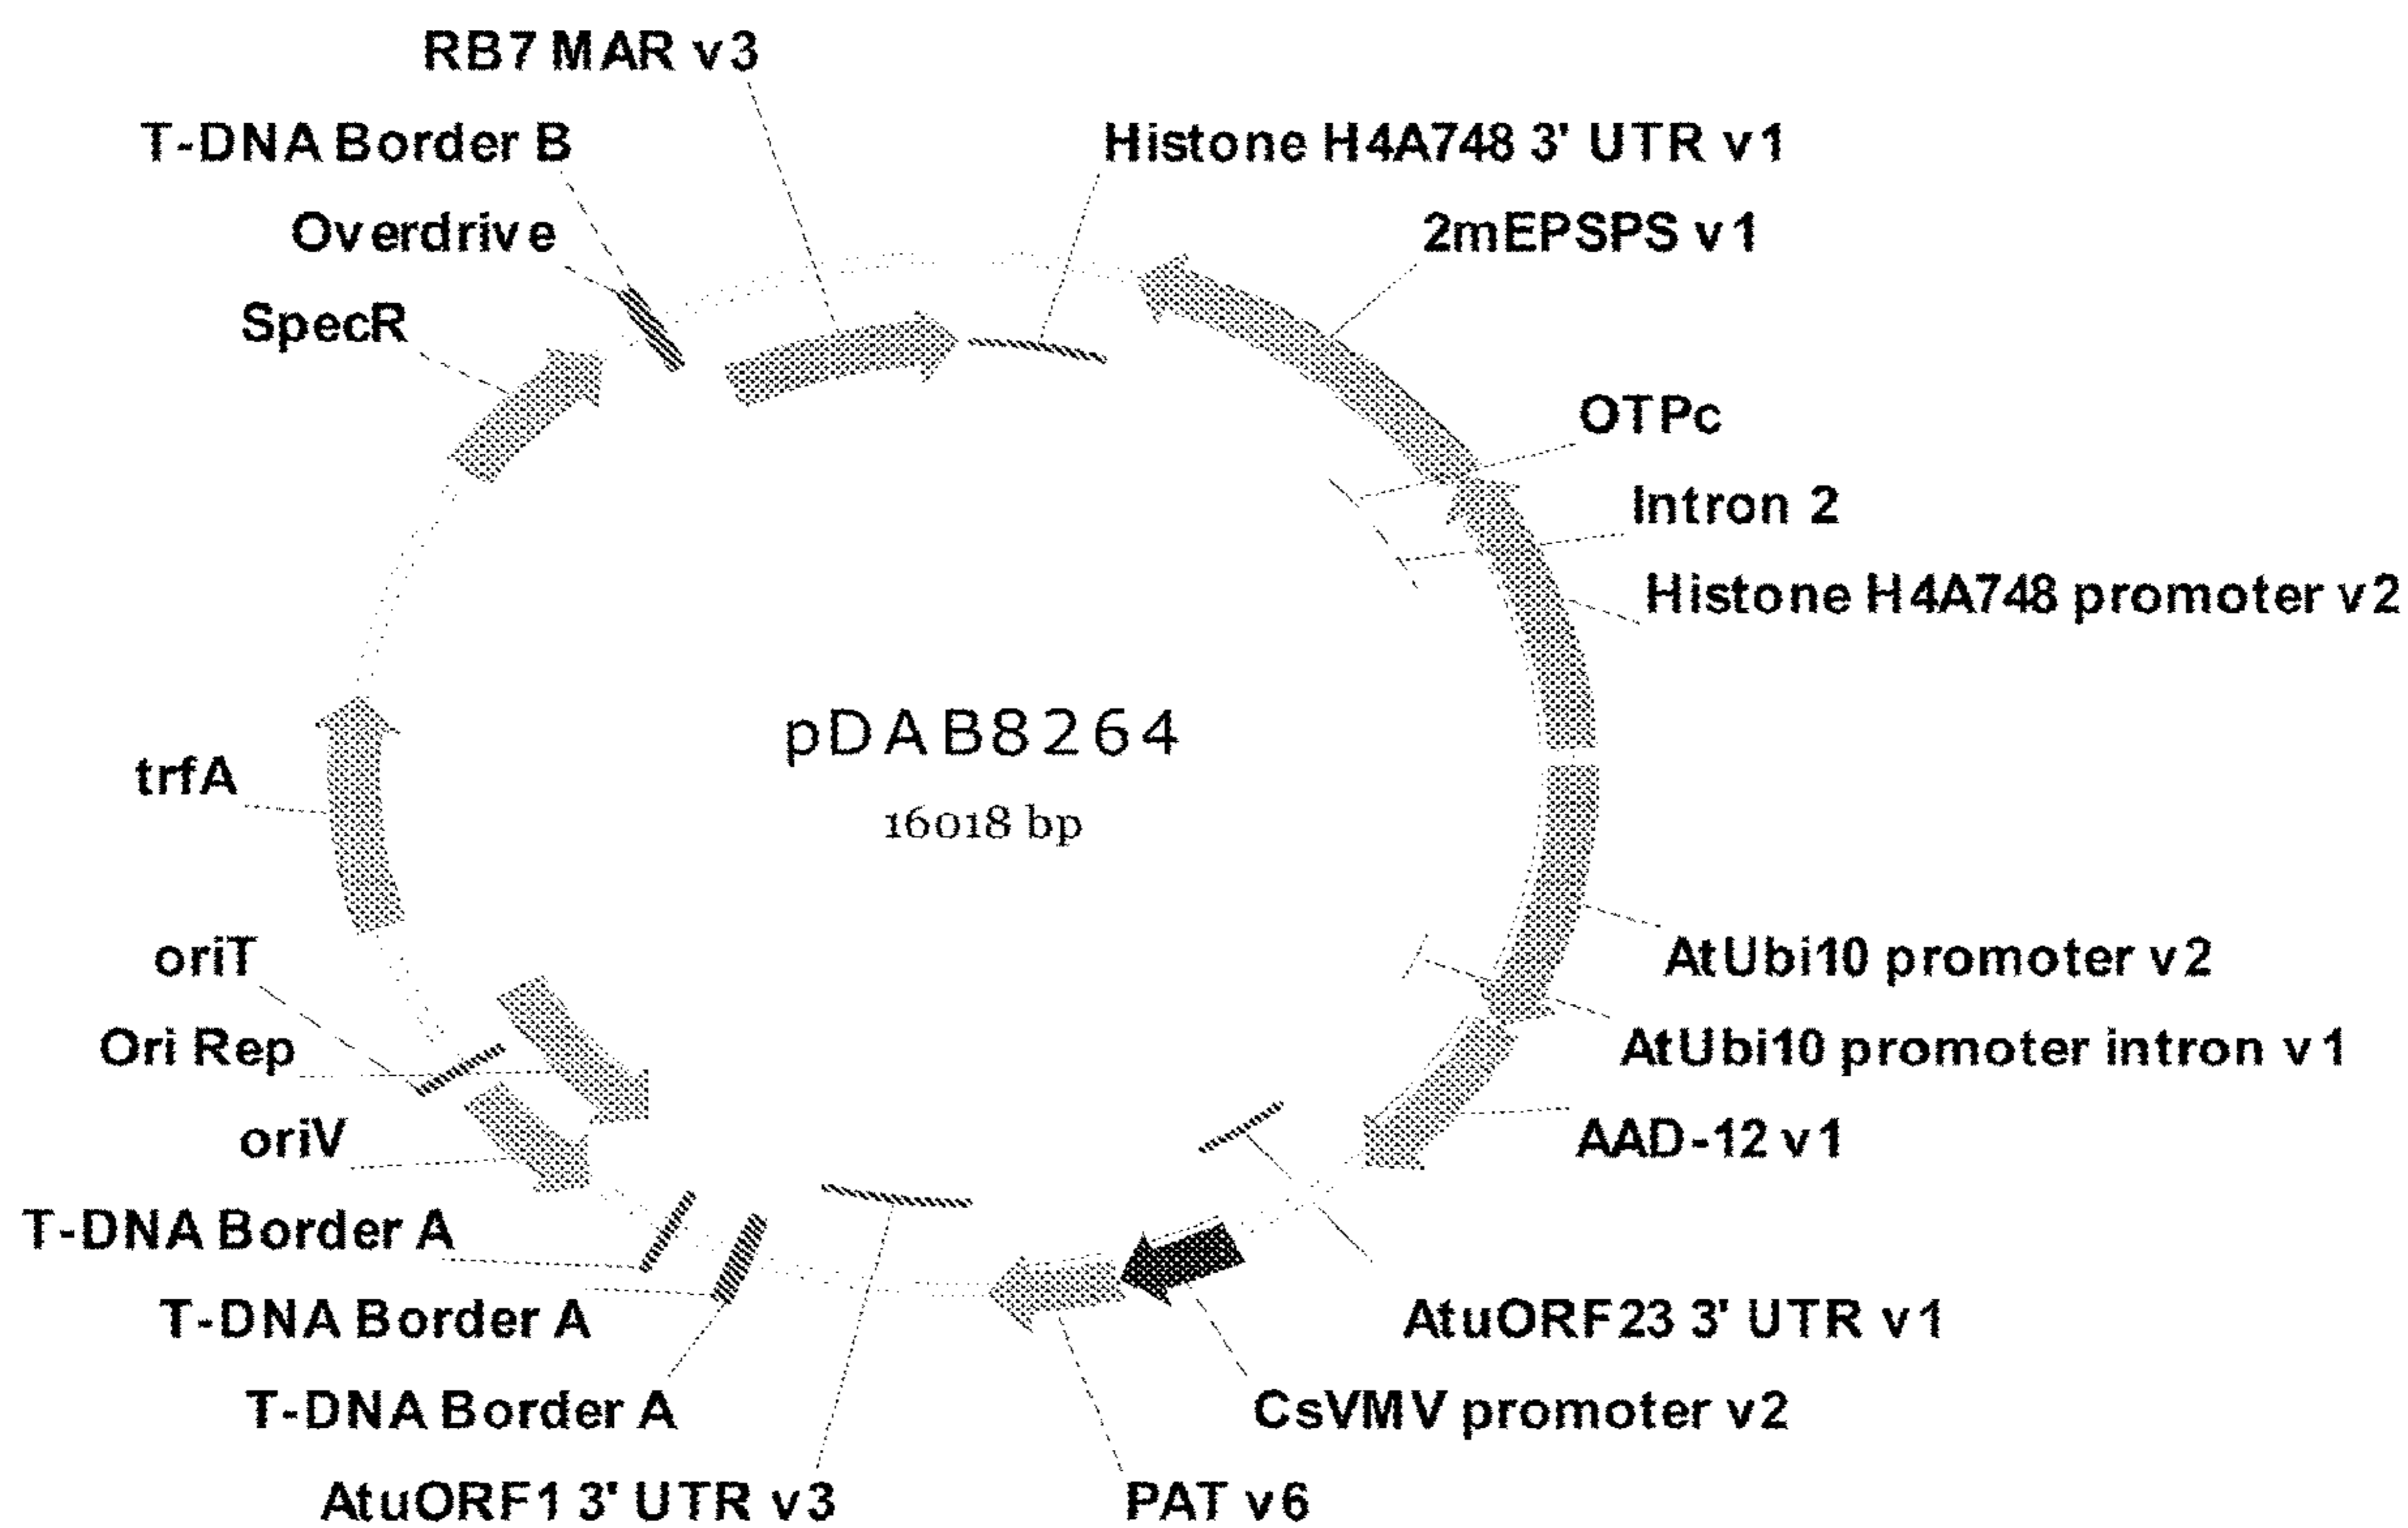 RB7 MAR v3
T-DNA Border B
Histone H4A748 3' UTR v1
Overdrive
2mEPSPS v1
SpecR
OTPc
Intron 2
Histone H4A748 promoter v2
pDAB8264
trfA
16018 bp
oriT
AtUbi10 promoter v2
Ori Rep
AtUbi10 promoter intron v1
oriV
AAD-12 v1
T-DNA Border A
T-DNA Border A
AtuORF23 3' UTR v1
T-DNA Border A
CsVMV promoter v2
AtuORF1 3' UTR v3
PAT v6